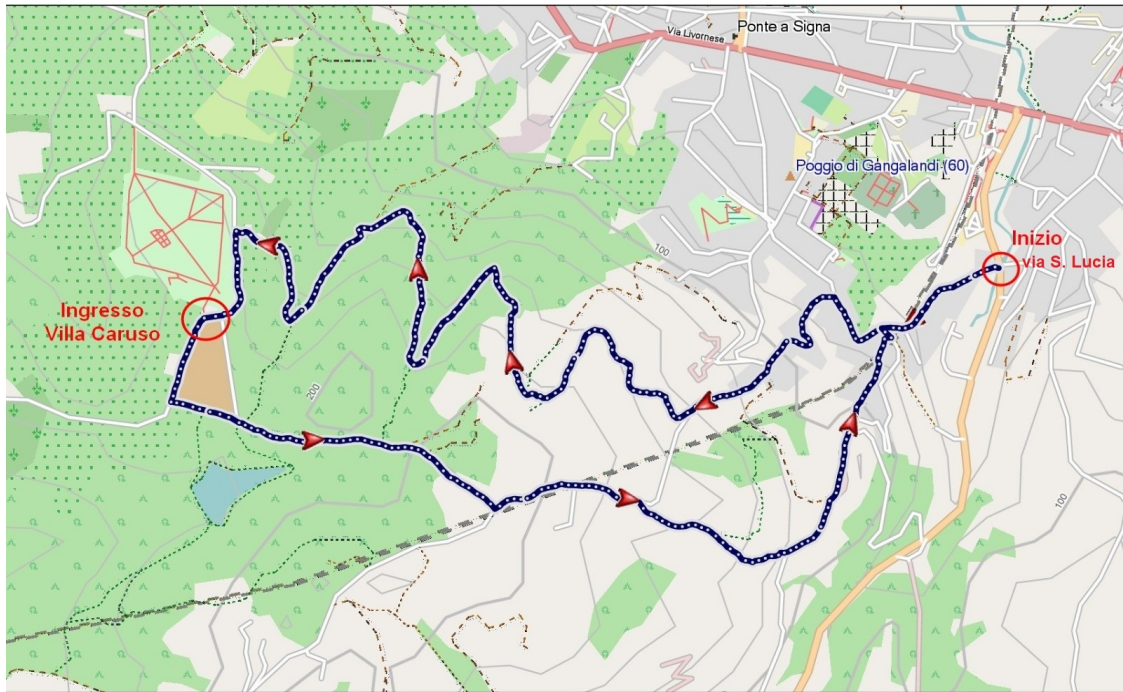 Via Livornese
Ponte a Signa
Poggio di Gangalandi (60)
Inizio
via S. Lucia
100
Ingresso
Villa Caruso
200
100